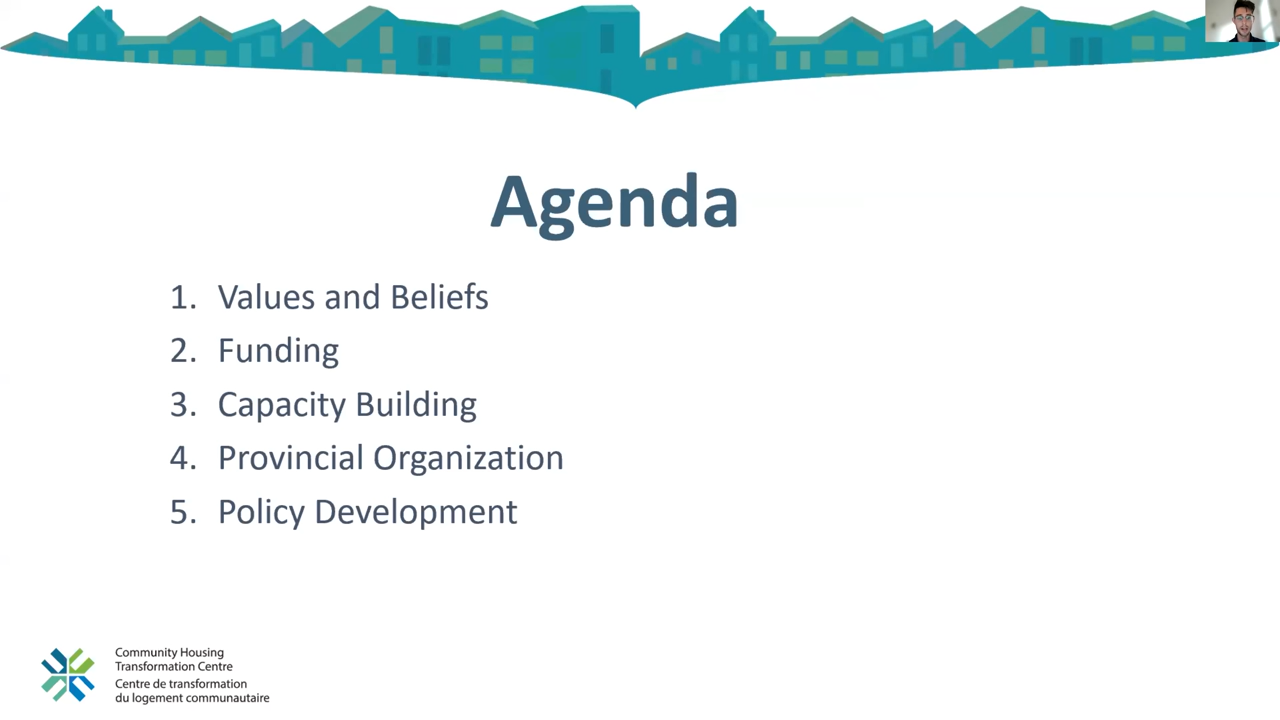 Agenda
1. Values and Beliefs
2. Funding
3. Capacity Building
4. Provincial Organization
5. Policy Development
Community Housing
Transformation Centre
Centre de transformation
du logement communautaire